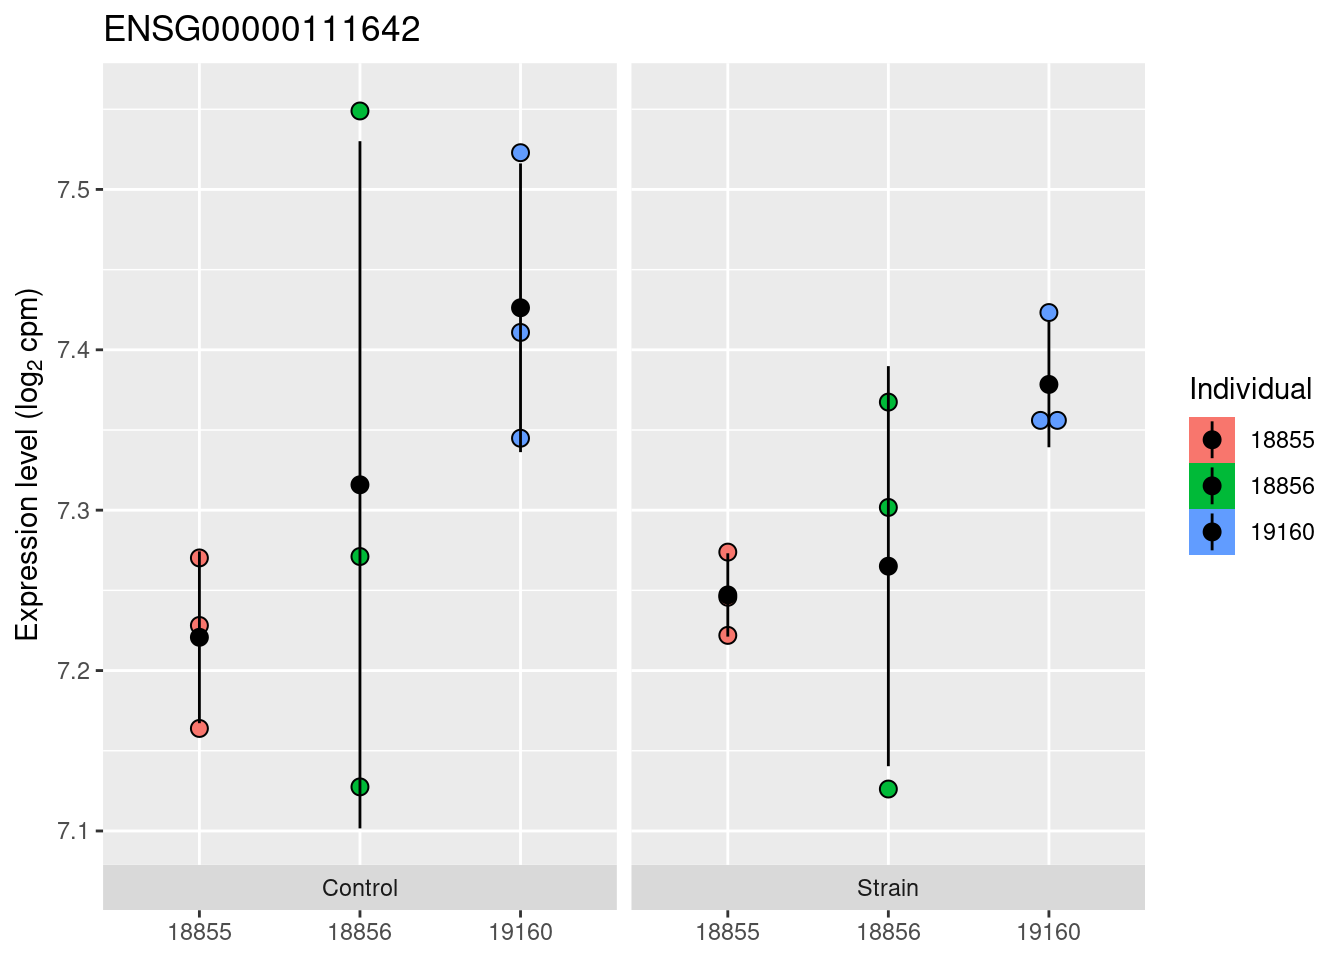 ENSG00000111642
Expression level (log₂ cpm)
7.5
7.4
7.3
7.2
7.1
Control
Strain
18855 18856 19160
18855 18856 19160
Individual
18855
18856
19160